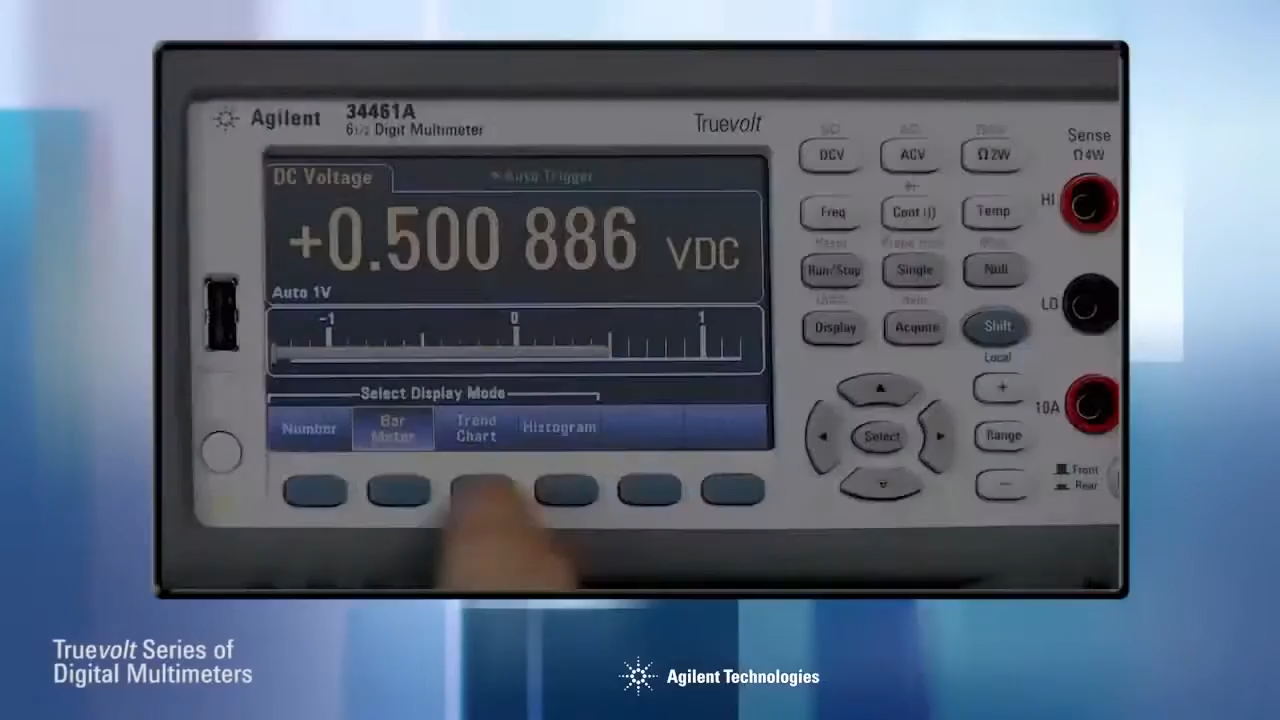 Agilent
34461A
6½ Digit Multimeter
Truevolt
DC Voltage
Auto Trigger
+0.500 886 VDC
Auto 1V
-1 0 1
Select Display Mode
Number
Bar Meter
Trend Chart
Histogram
DCV
ACV
Ω2W
Freq
Cont
Temp
Run/Stop
Single
Null
Display
Acquire
Shift
Local
+
Range
−
Select
Sense
Ω4W
HI
LO
10A
Front
Rear
Truevolt Series of
Digital Multimeters
Agilent Technologies